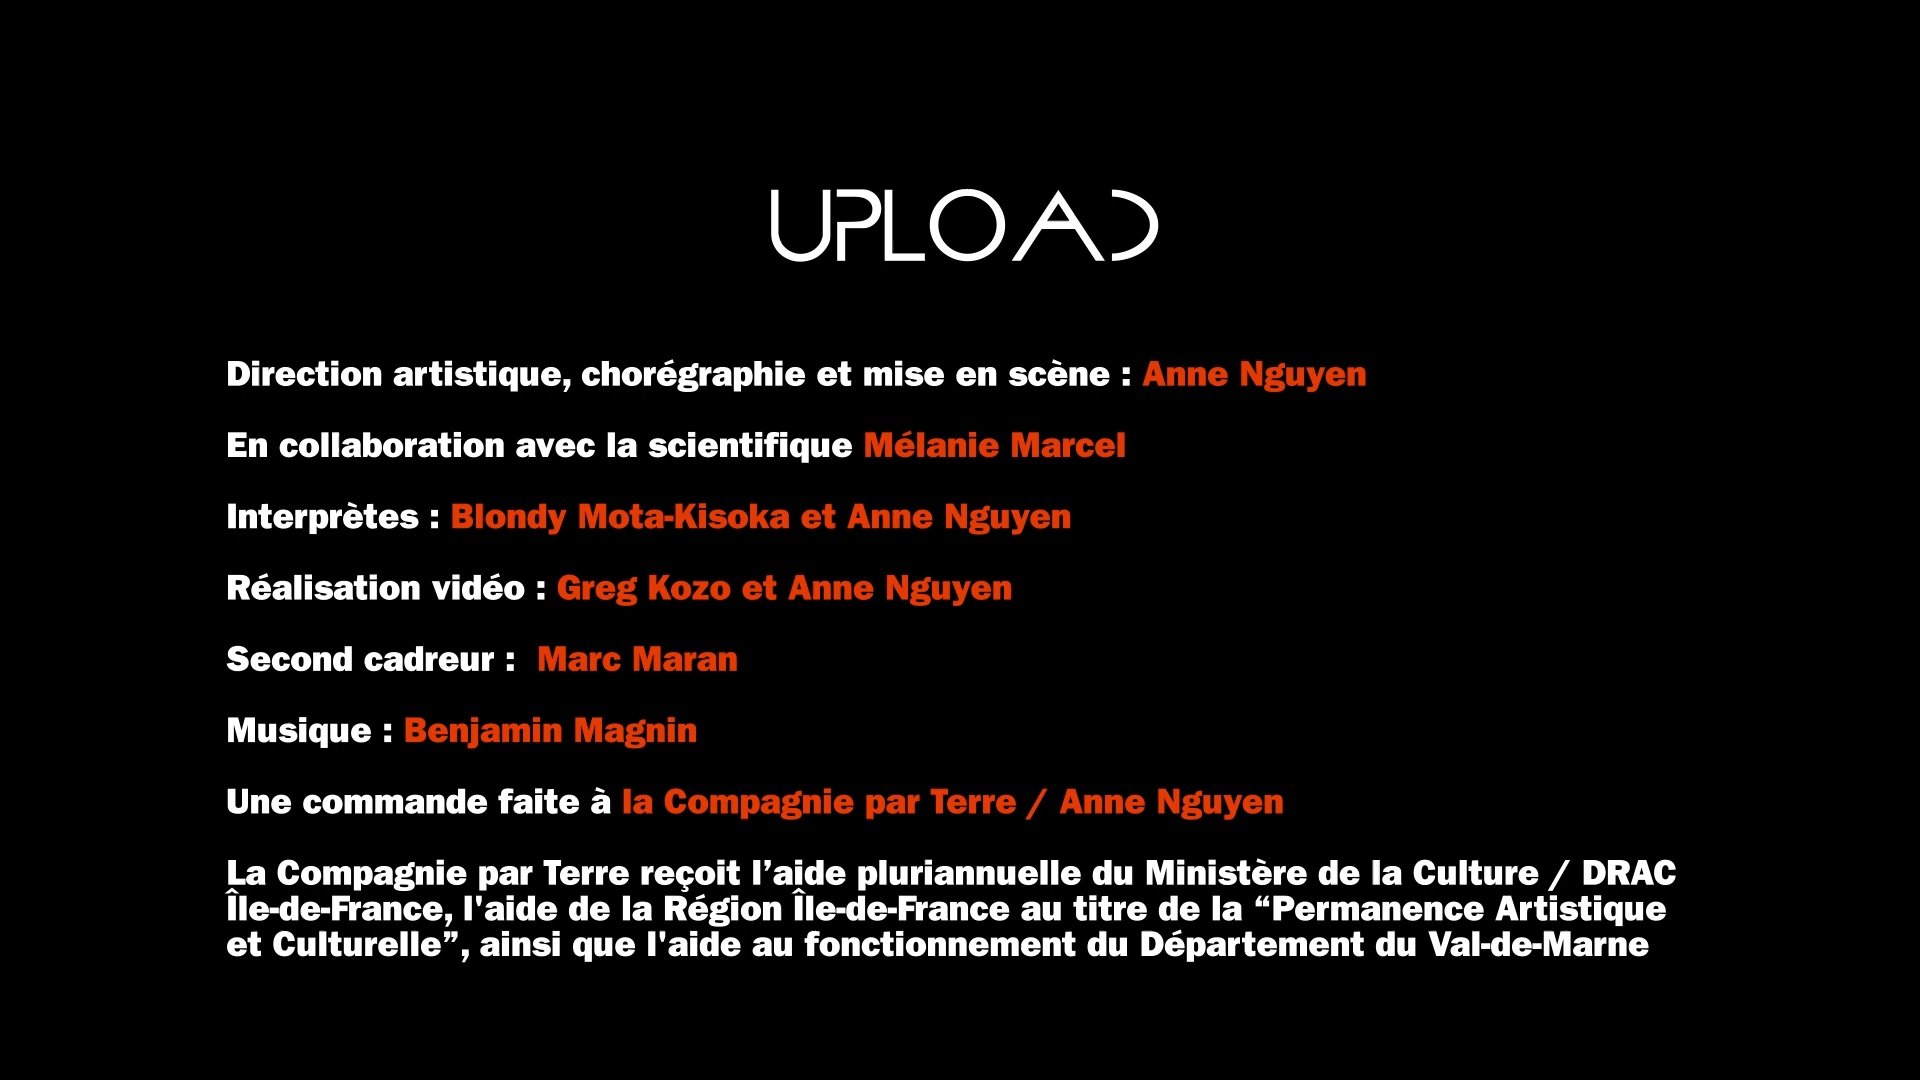 UPLOAD
Direction artistique, chorégraphie et mise en scène : Anne Nguyen
En collaboration avec la scientifique Mélanie Marcel
Interprètes : Blondy Mota-Kisoka et Anne Nguyen
Réalisation vidéo : Greg Kozo et Anne Nguyen
Second cadreur :  Marc Maran
Musique : Benjamin Magnin
Une commande faite à la Compagnie par Terre / Anne Nguyen
La Compagnie par Terre reçoit l’aide pluriannuelle du Ministère de la Culture / DRAC
Île-de-France, l'aide de la Région Île-de-France au titre de la “Permanence Artistique
et Culturelle”, ainsi que l'aide au fonctionnement du Département du Val-de-Marne